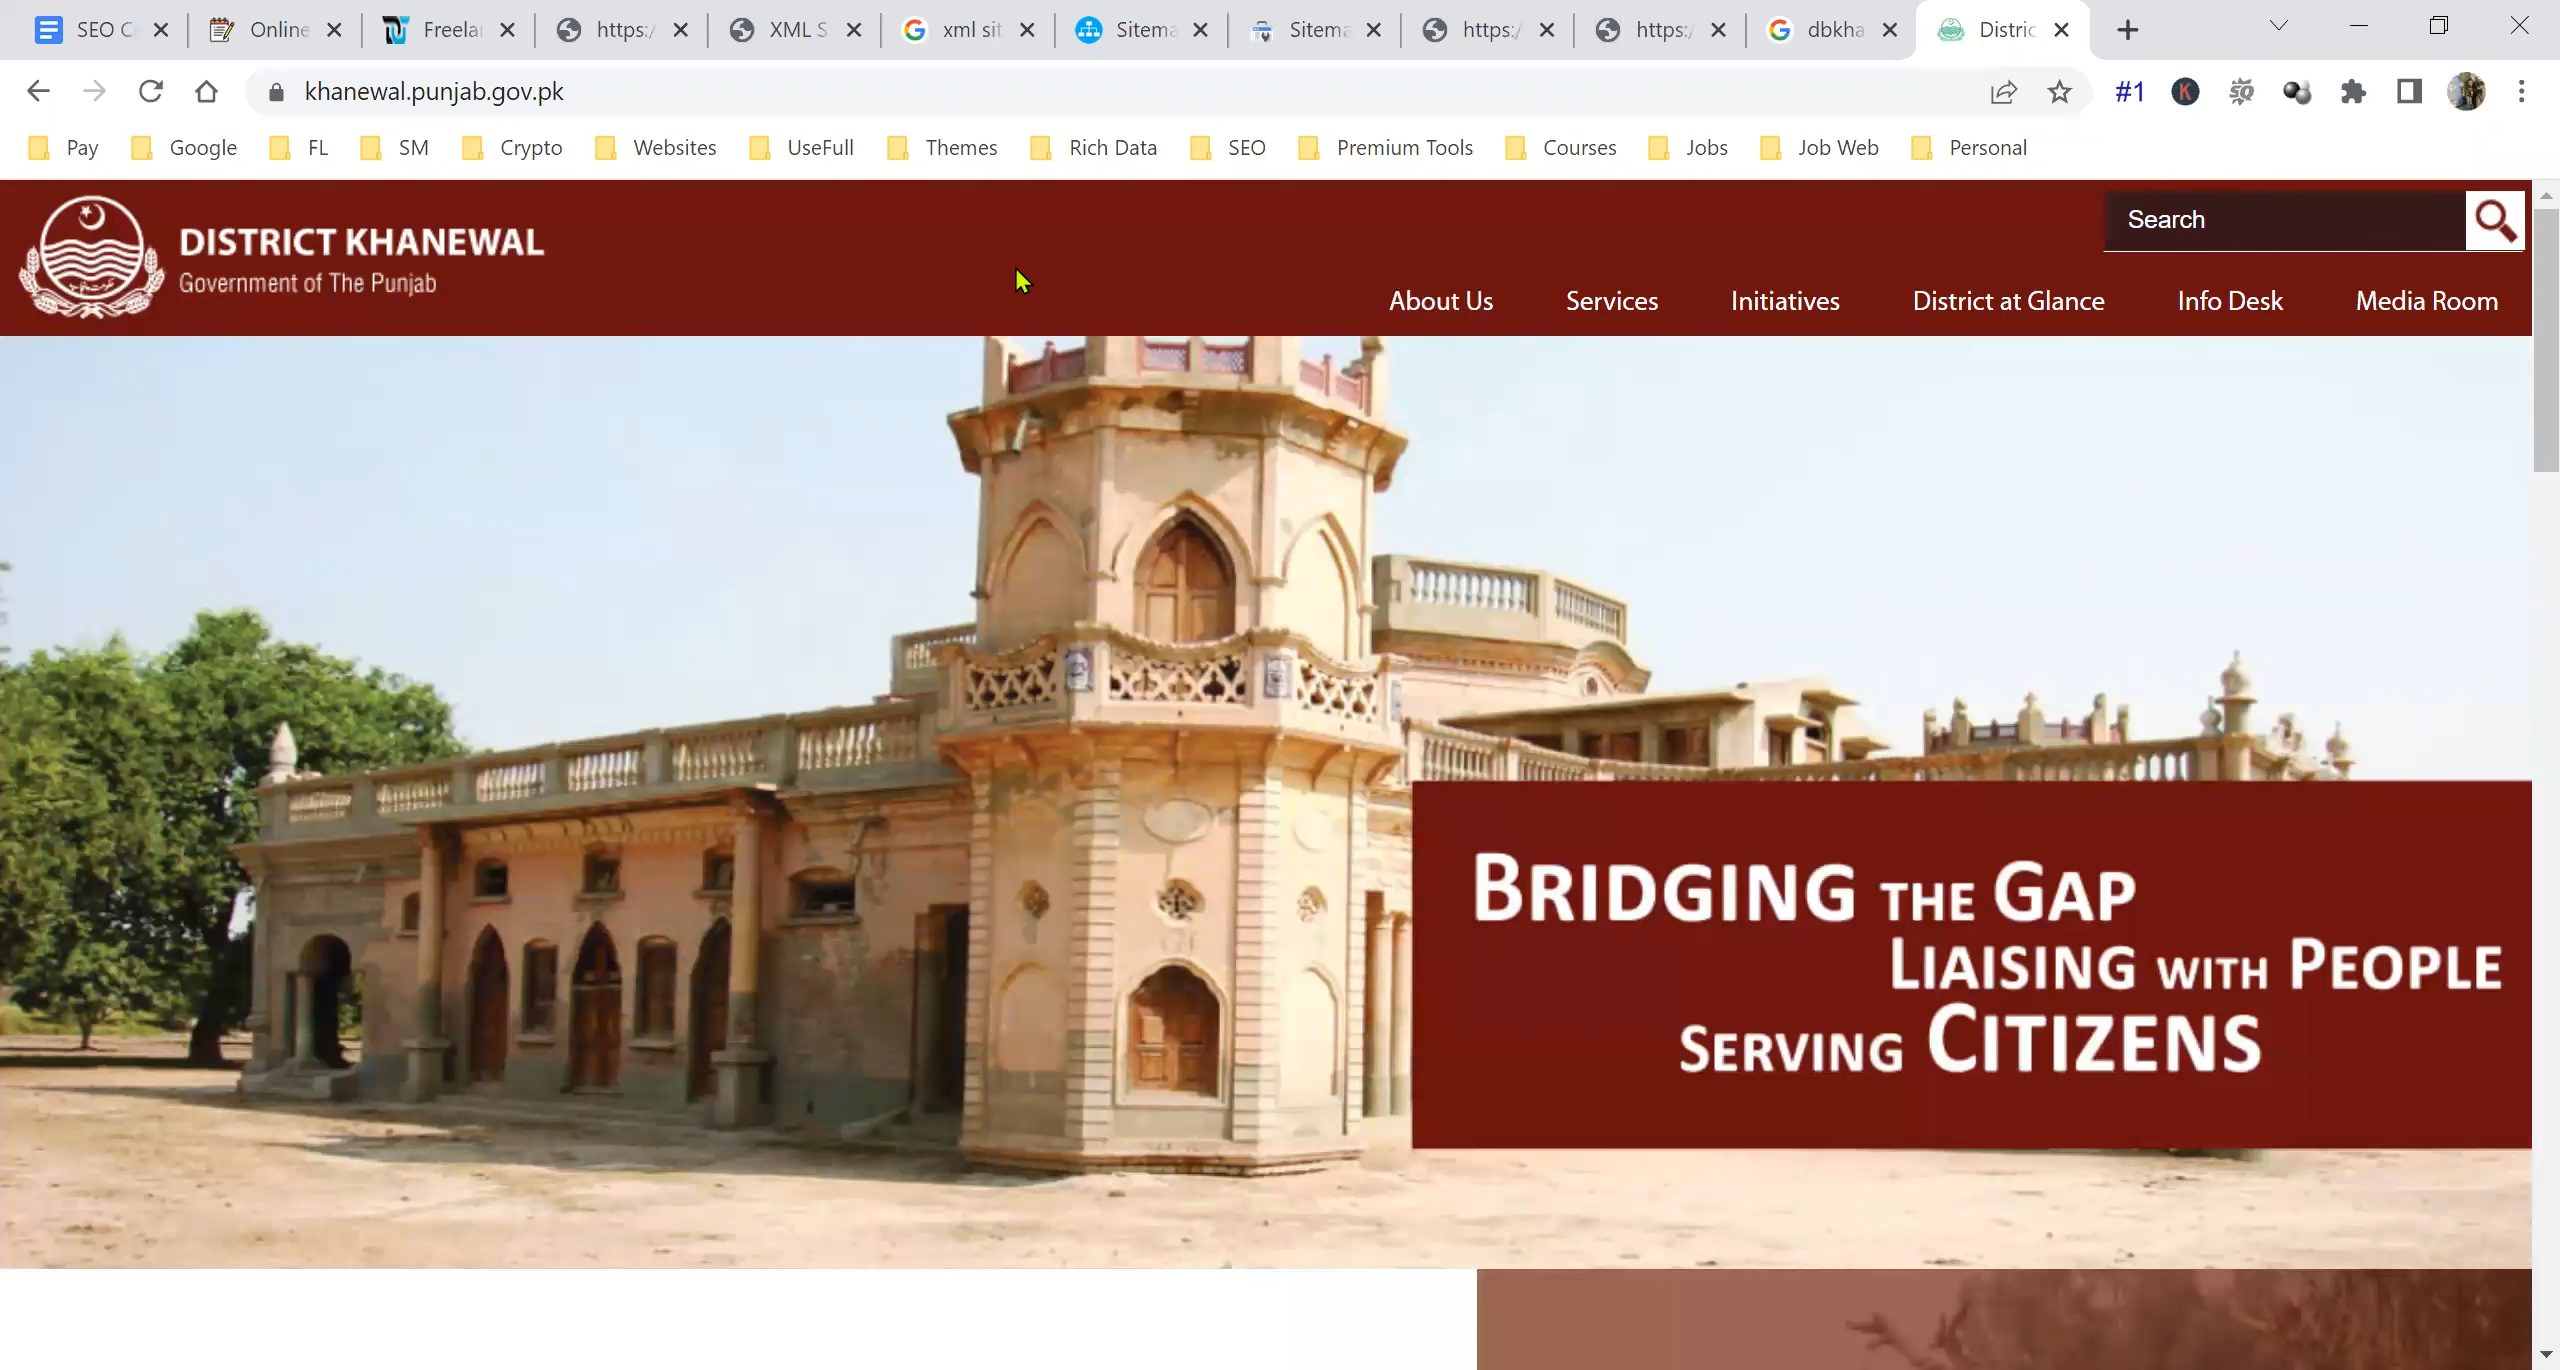 SEO C
Online
Freela
https:/
XML S
xml sit
Sitema
Sitema
https:/
https:/
dbkha
Distric
khanewal.punjab.gov.pk
#1
K
SQ
Pay
Google
FL
SM
Crypto
Websites
UseFull
Themes
Rich Data
SEO
Premium Tools
Courses
Jobs
Job Web
Personal
DISTRICT KHANEWAL
Government of The Punjab
Search
About Us
Services
Initiatives
District at Glance
Info Desk
Media Room
BRIDGING THE GAP
LIAISING WITH PEOPLE
SERVING CITIZENS